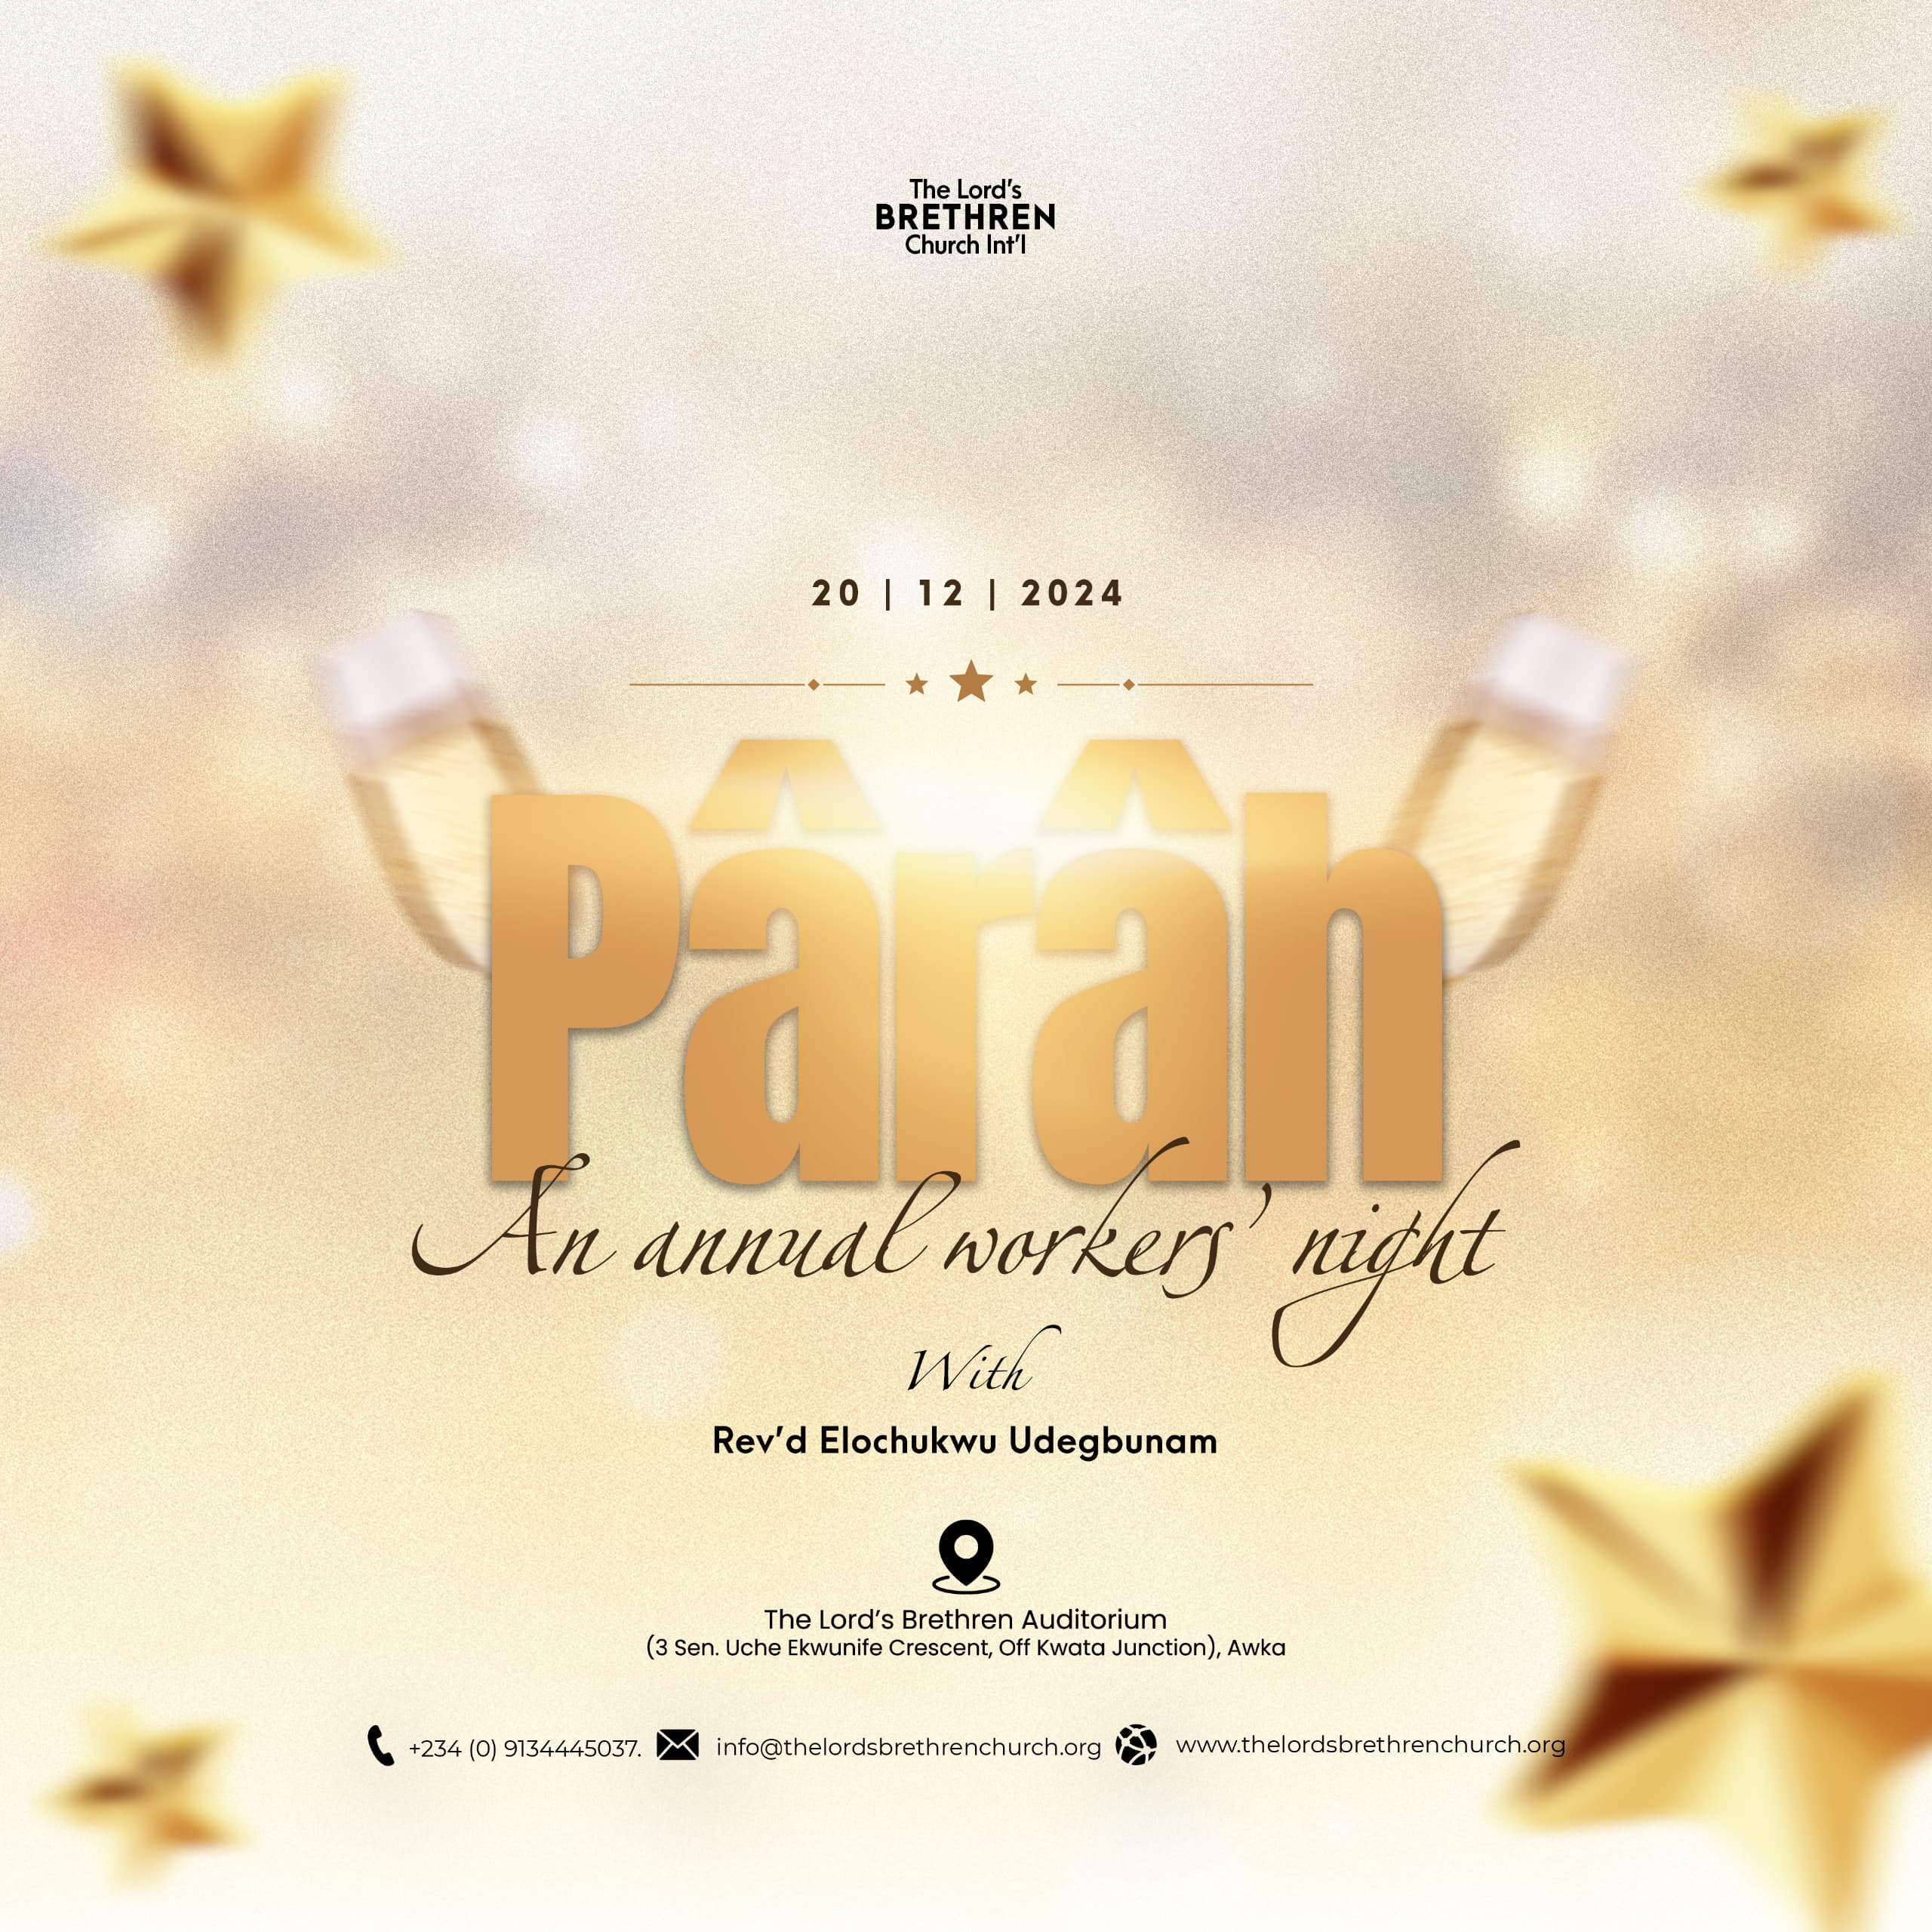 The Lord's
BRETHREN
Church Int'l
20 | 12 | 2024
Pârâh
An annual workers' night
With
Rev'd Elochukwu Udegbunam
The Lord's Brethren Auditorium
(3 Sen. Uche Ekwunife Crescent, Off Kwata Junction), Awka
+234 (0) 9134445037. info@thelordsbrethrenchurch.org www.thelordsbrethrenchurch.org